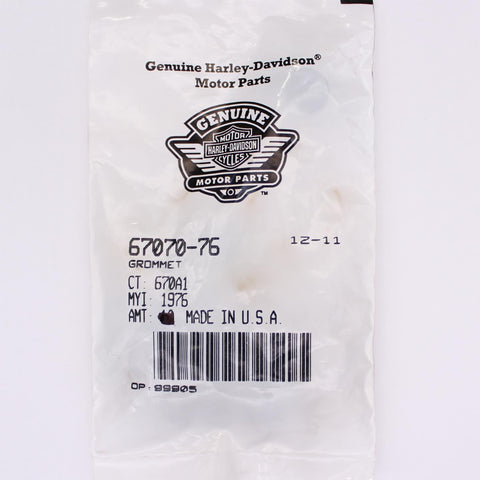 Genuine Harley-Davidson®
Motor Parts
GENUINE
MOTOR
HARLEY-DAVIDSON
CYCLES
MOTOR PARTS
™
67070-76 12-11
GROMMET
CT: 670A1
MYI: 1976
AMT: MADE IN U.S.A.
OP: 99905